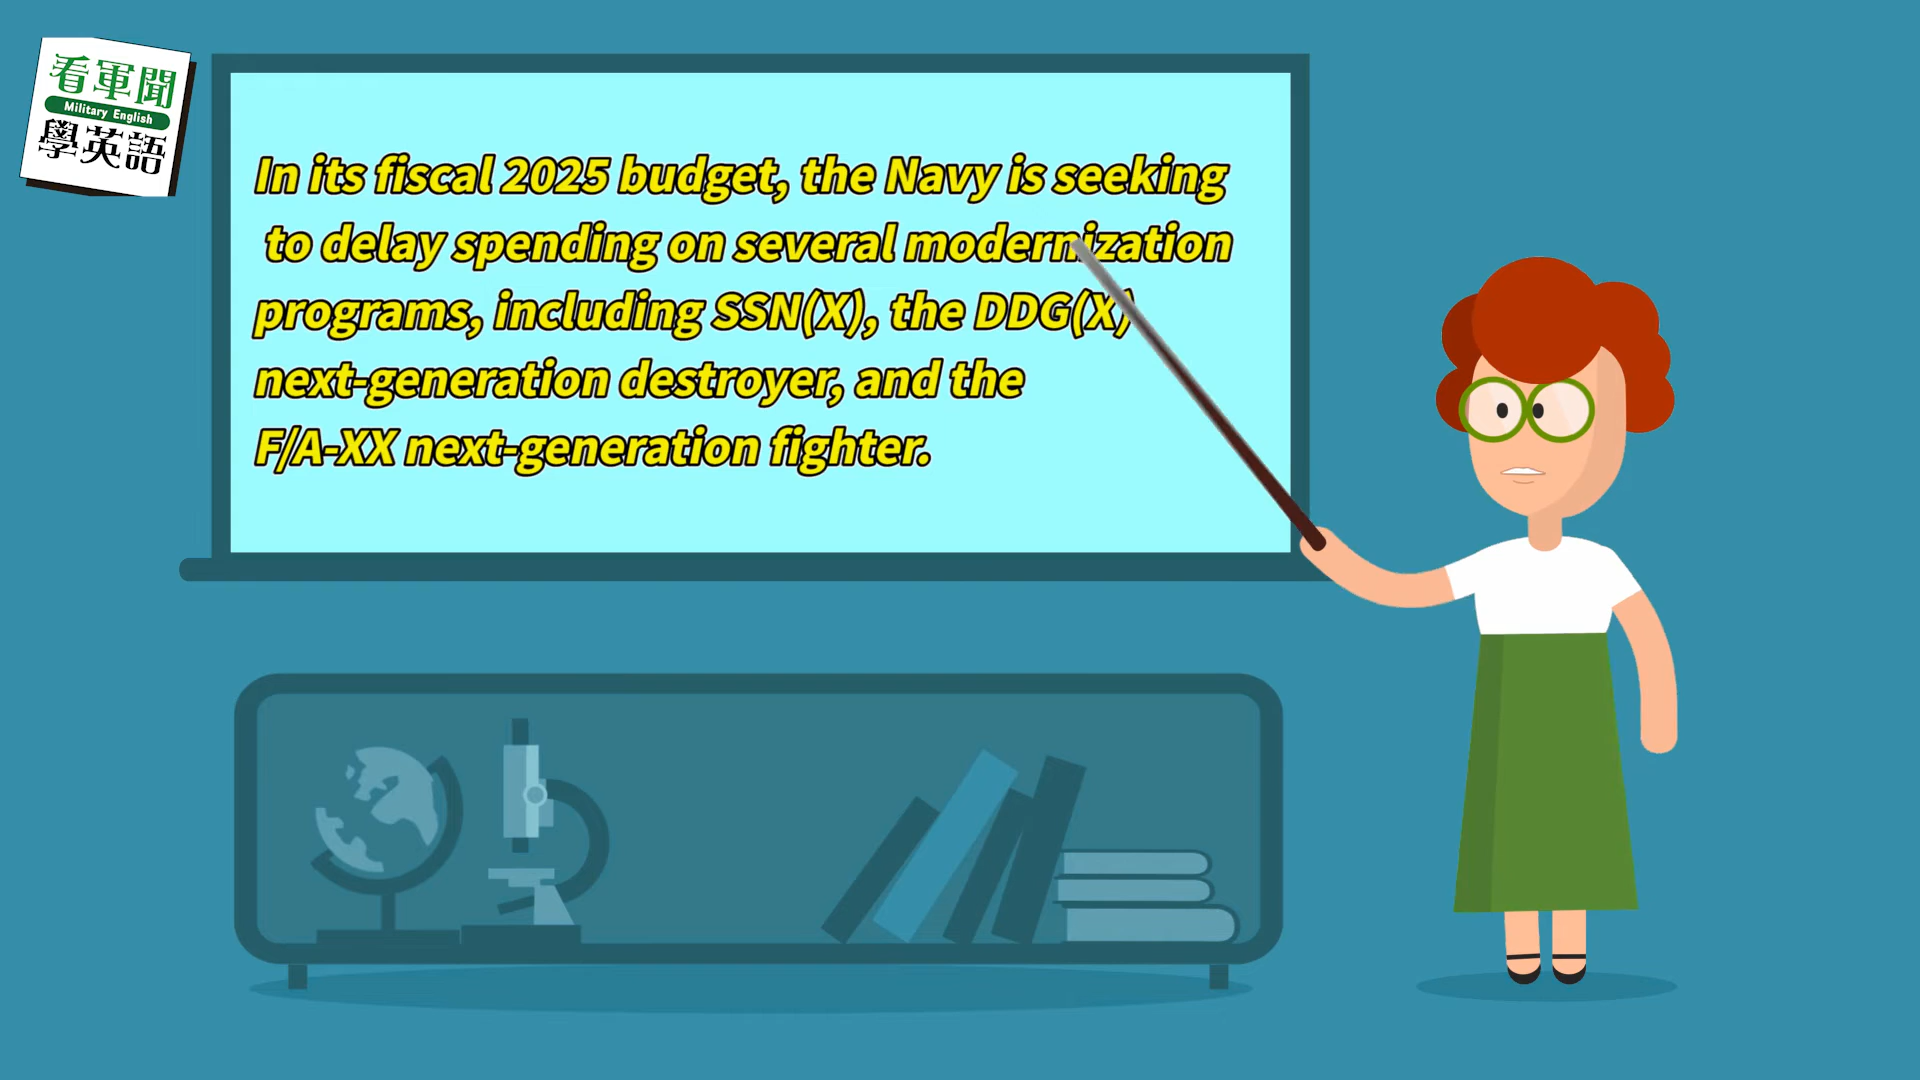 看軍聞
Military English
學英語
In its fiscal 2025 budget, the Navy is seeking
to delay spending on several modernization
programs, including SSN(X), the DDG(X)
next-generation destroyer, and the
F/A-XX next-generation fighter.